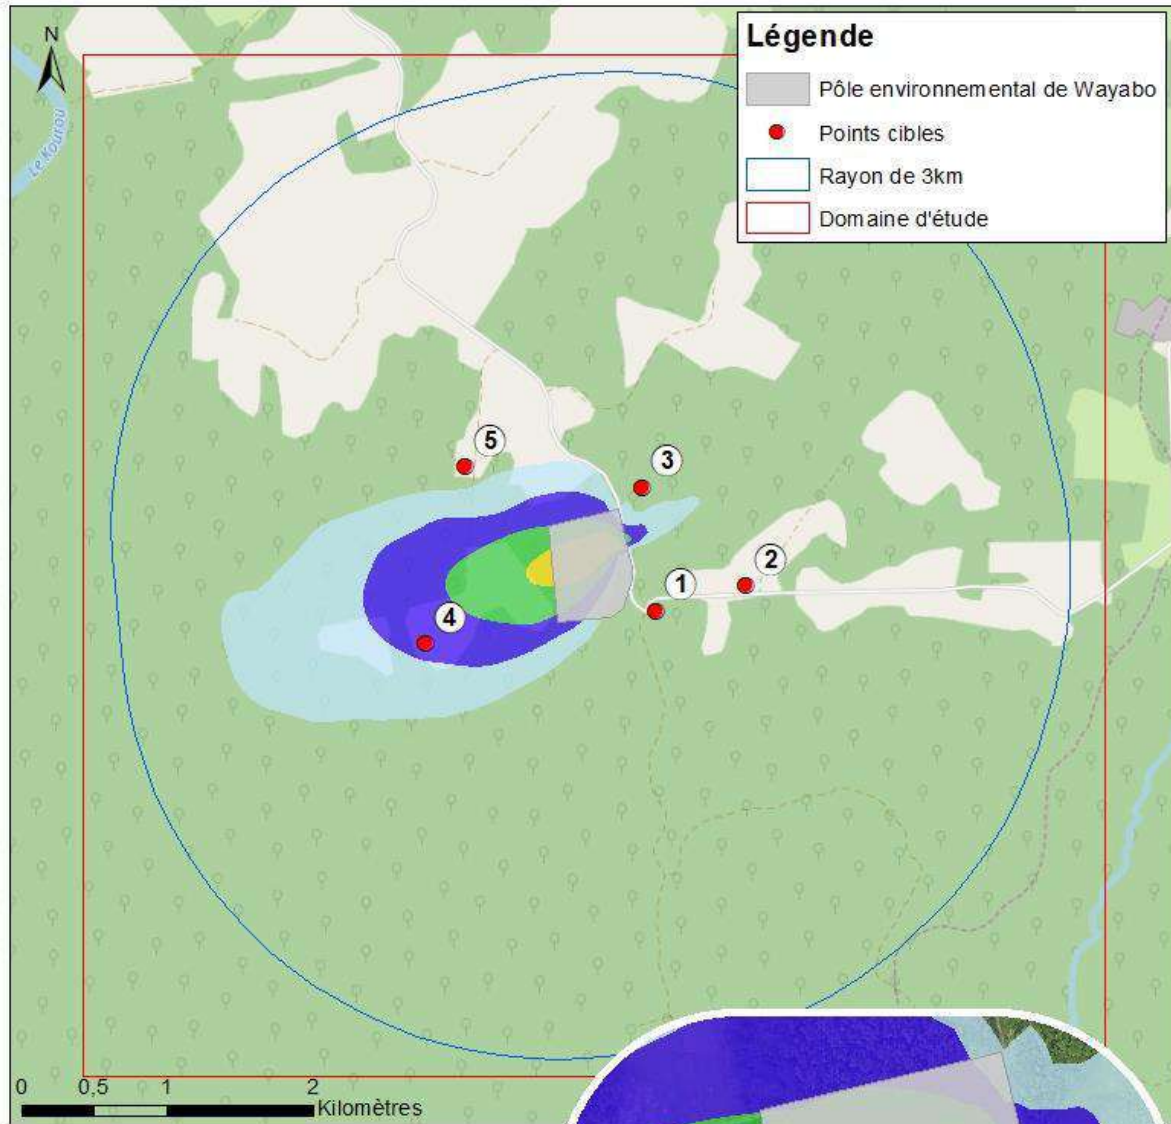 Légende
Pôle environnemental de Wayabo
Points cibles
Rayon de 3km
Domaine d'étude
N
Le Kourou
5
3
2
1
4
0 0,5 1 2
Kilomètres